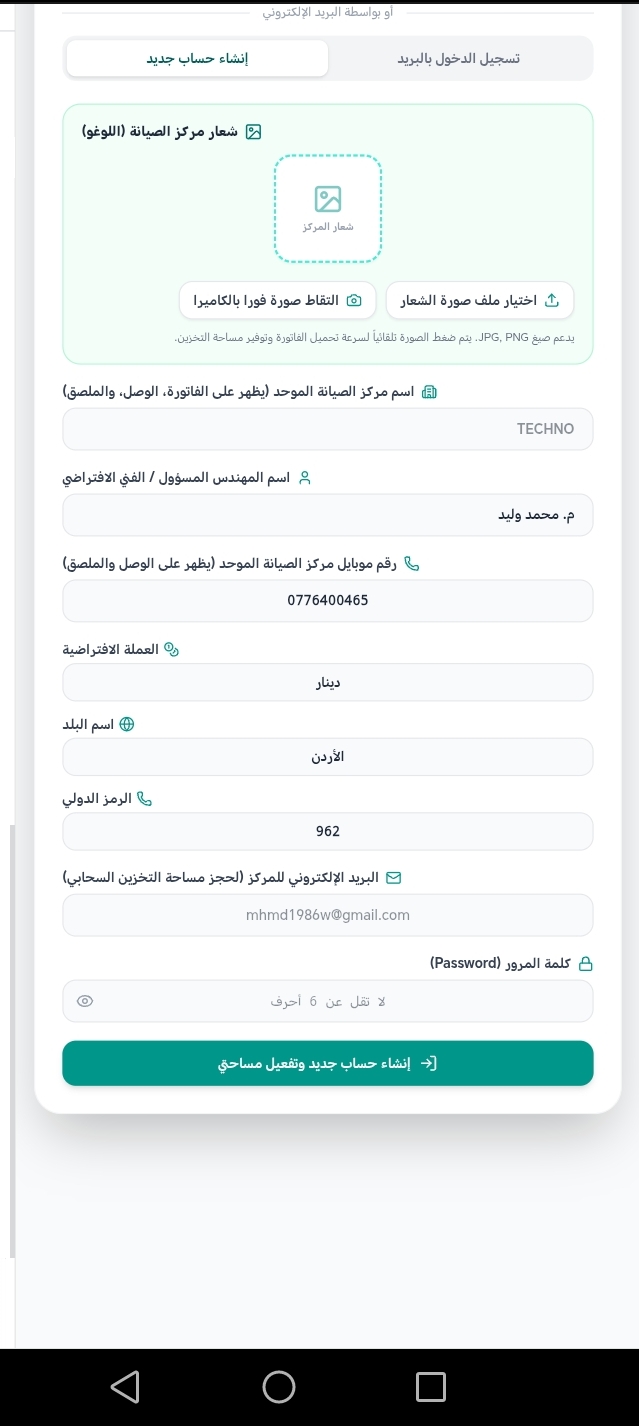 أو بواسطة البريد الإلكتروني
تسجيل الدخول بالبريد
إنشاء حساب جديد
شعار مركز الصيانة (اللوغو)
شعار المركز
اختيار ملف صورة الشعار
التقاط صورة فورا بالكاميرا
يدعم صيغ JPG, PNG. يتم ضغط الصورة تلقائياً لسرعة تحميل الفاتورة وتوفير مساحة التخزين.
اسم مركز الصيانة الموحد (يظهر على الفاتورة، الوصل، والملصق)
TECHNO
اسم المهندس المسؤول / الفني الافتراضي
م. محمد وليد
رقم موبايل مركز الصيانة الموحد (يظهر على الوصل والملصق)
0776400465
العملة الافتراضية
دينار
اسم البلد
الأردن
الرمز الدولي
962
البريد الإلكتروني للمركز (لحجز مساحة التخزين السحابي)
mhmd1986w@gmail.com
كلمة المرور (Password)
لا تقل عن 6 أحرف
إنشاء حساب جديد وتفعيل مساحتي